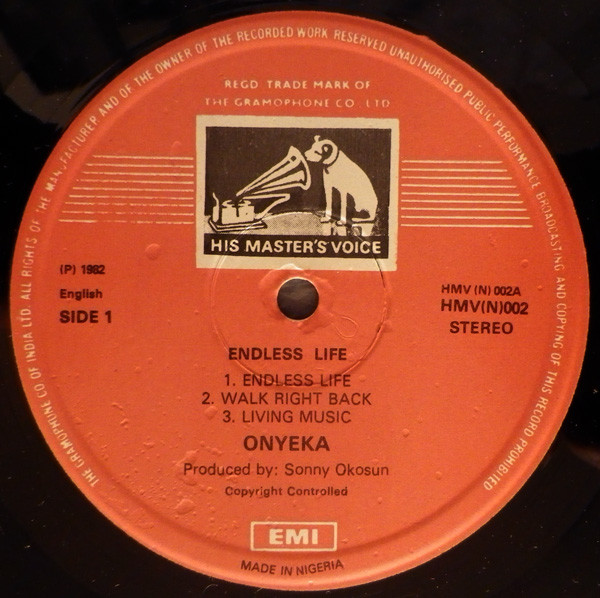 THE GRAMOPHONE CO OF INDIA LTD. ALL RIGHTS OF THE MANUFACTURER AND OF THE OWNER OF THE RECORDED WORK RESERVED UNAUTHORISED PUBLIC PERFORMANCE BROADCASTING AND COPYING OF THIS RECORD PROHIBITED
REGD TRADE MARK OF
THE GRAMOPHONE CO LTD
HIS MASTER'S VOICE
(P) 1982
English
SIDE 1
HMV (N) 002A
HMV(N)002
STEREO
ENDLESS LIFE
1. ENDLESS LIFE
2. WALK RIGHT BACK
3. LIVING MUSIC
ONYEKA
Produced by: Sonny Okosun
Copyright Controlled
EMI
MADE IN NIGERIA